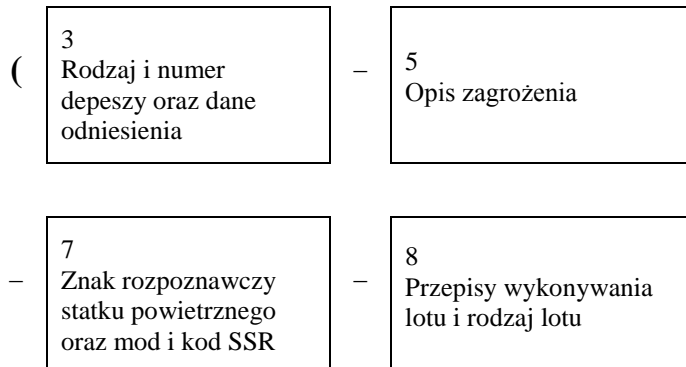 (
3
Rodzaj i numer
depeszy oraz dane
odniesienia
–
5
Opis zagrożenia
–
7
Znak rozpoznawczy
statku powietrznego
oraz mod i kod SSR
–
8
Przepisy wykonywania
lotu i rodzaj lotu